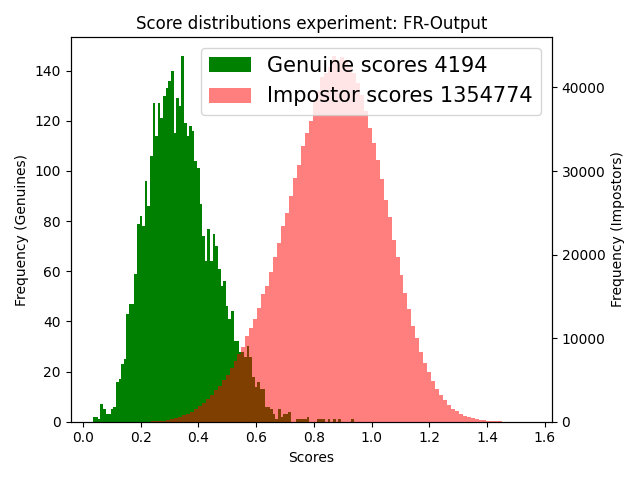 Score distributions experiment: FR-Output
Genuine scores 4194
Impostor scores 1354774
Frequency (Genuines)
140
120
100
80
60
40
20
0
Frequency (Impostors)
40000
30000
20000
10000
0
0.0 0.2 0.4 0.6 0.8 1.0 1.2 1.4 1.6
Scores